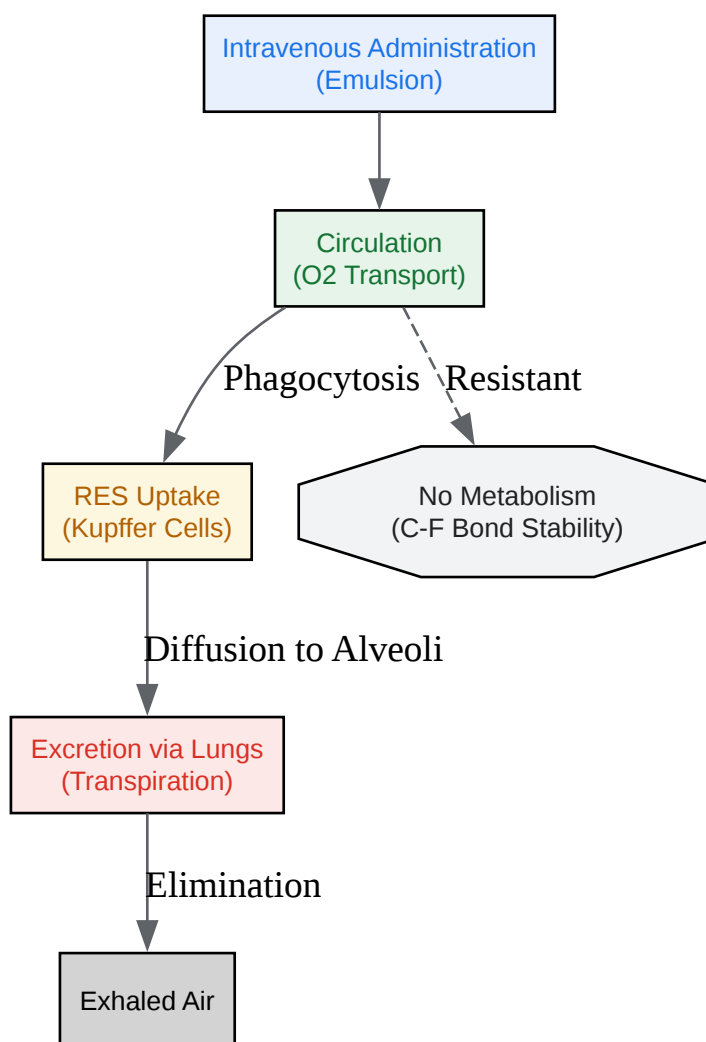 Intravenous Administration
(Emulsion)
Circulation
(O2 Transport)
Phagocytosis
Resistant
RES Uptake
(Kupffer Cells)
No Metabolism
(C-F Bond Stability)
Diffusion to Alveoli
Excretion via Lungs
(Transpiration)
Elimination
Exhaled Air